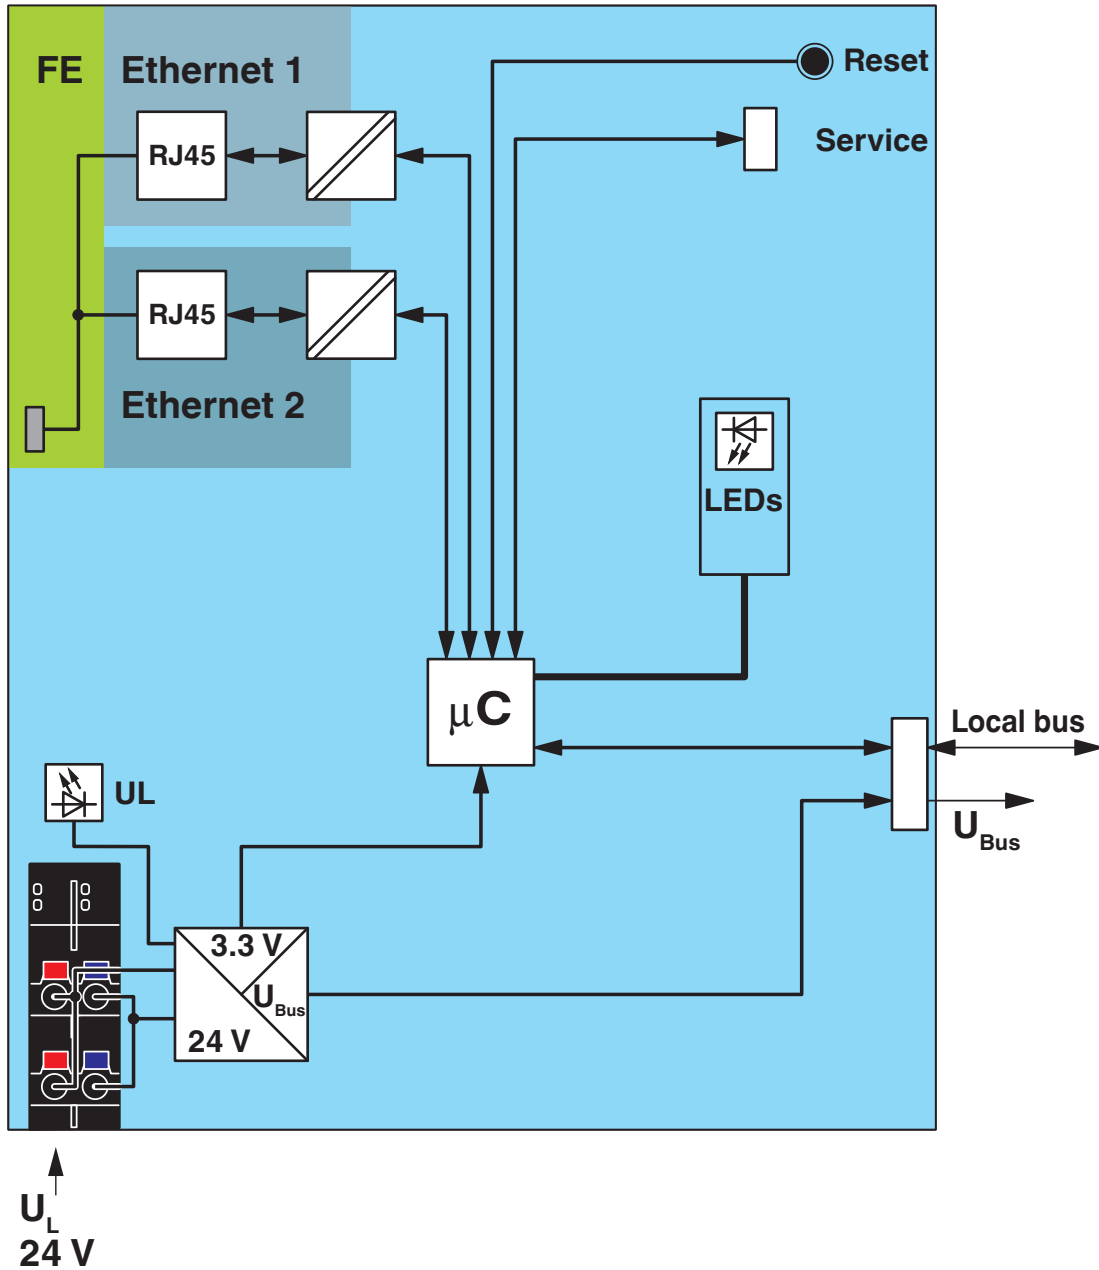 FE
Ethernet 1
Reset
RJ45
Service
RJ45
Ethernet 2
LEDs
µC
Local bus
UL
U Bus
3.3 V
U Bus
24 V
U L
24 V